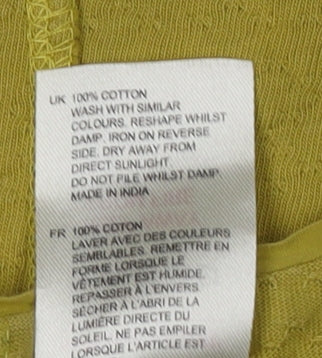 UK 100% COTTON
WASH WITH SIMILAR
COLOURS. RESHAPE WHILST
DAMP. IRON ON REVERSE
SIDE. DRY AWAY FROM
DIRECT SUNLIGHT.
DO NOT PILE WHILST DAMP.
MADE IN INDIA
FR 100% COTON
LAVER AVEC DES COULEURS
SEMBLABLES. REMETTRE EN
FORME LORSQUE LE
VÊTEMENT EST HUMIDE.
REPASSER À L'ENVERS
SÉCHER À L'ABRI DE LA
LUMIÈRE DIRECTE DU
SOLEIL. NE PAS EMPILER
LORSQUE L'ARTICLE EST